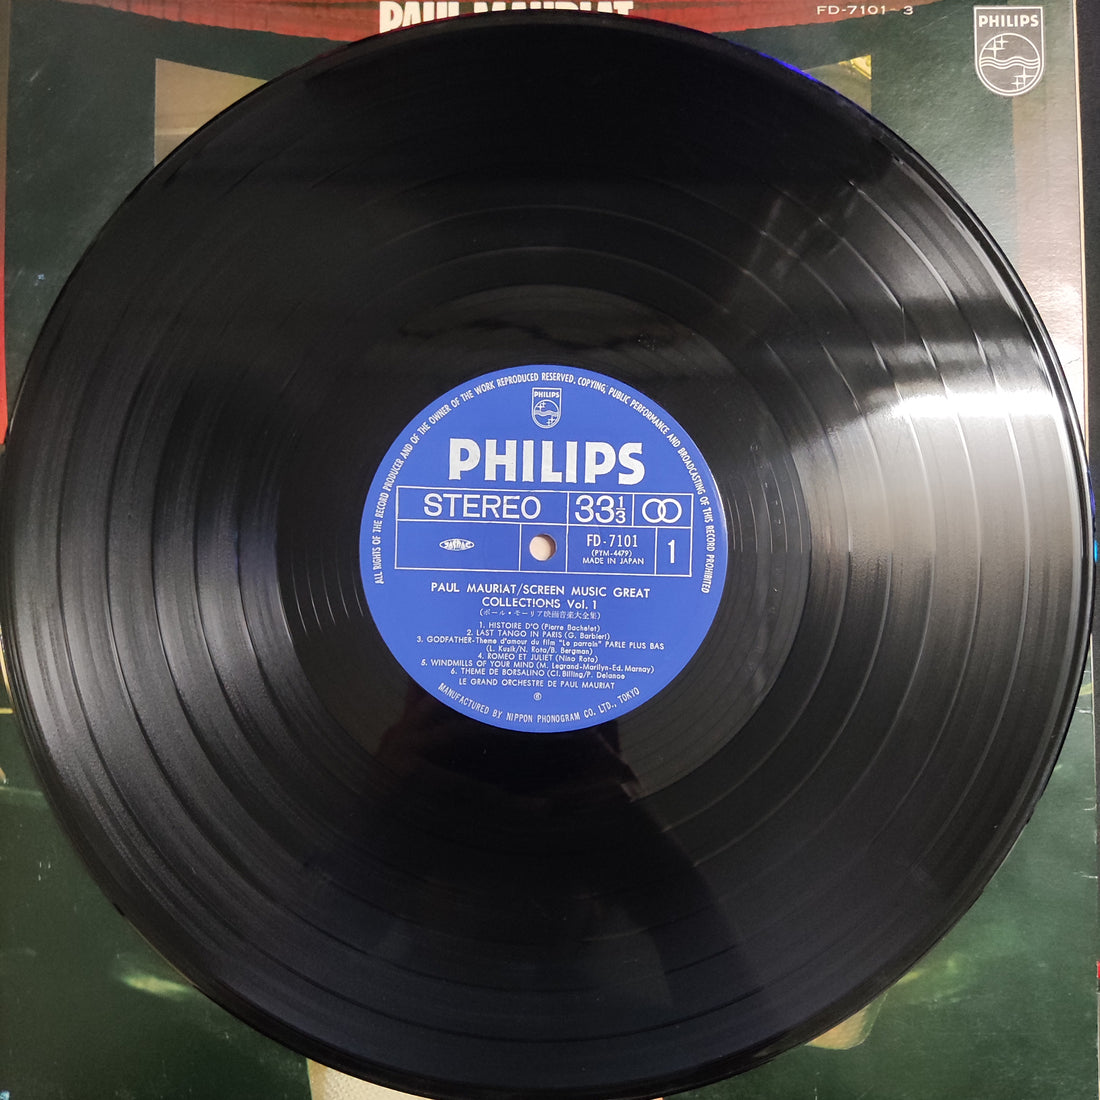 PAUL MAURIAT
FD-7101~3
PHILIPS
ALL RIGHTS OF THE RECORD PRODUCER AND OF THE OWNER OF THE WORK REPRODUCED RESERVED. COPYING, PUBLIC PERFORMANCE AND BROADCASTING OF THIS RECORD PROHIBITED
PHILIPS
PHILIPS
STEREO 33 1/3
FD-7101 1
(PYM-4479)
MADE IN JAPAN
PAUL MAURIAT/SCREEN MUSIC GREAT
COLLECTIONS Vol. 1
(ポール・モーリア映画音楽大全集)
1. HISTOIRE D'O (Pierre Bachelet)
2. LAST TANGO IN PARIS (G. Barbieri)
3. GODFATHER-Theme d'amour du film "Le parrain" PARLE PLUS BAS
(L. Kusik/N. Rota/B. Bergman)
4. ROMEO ET JULIET (Nino Rota)
5. WINDMILLS OF YOUR MIND (M. Legrand-Marilyn-Ed. Marnay)
6. THEME DE BORSALINO (Cl. Billing/P. Delanoe
LE GRAND ORCHESTRE DE PAUL MAURIAT
Ⓟ
MANUFACTURED BY NIPPON PHONOGRAM CO. LTD., TOKYO